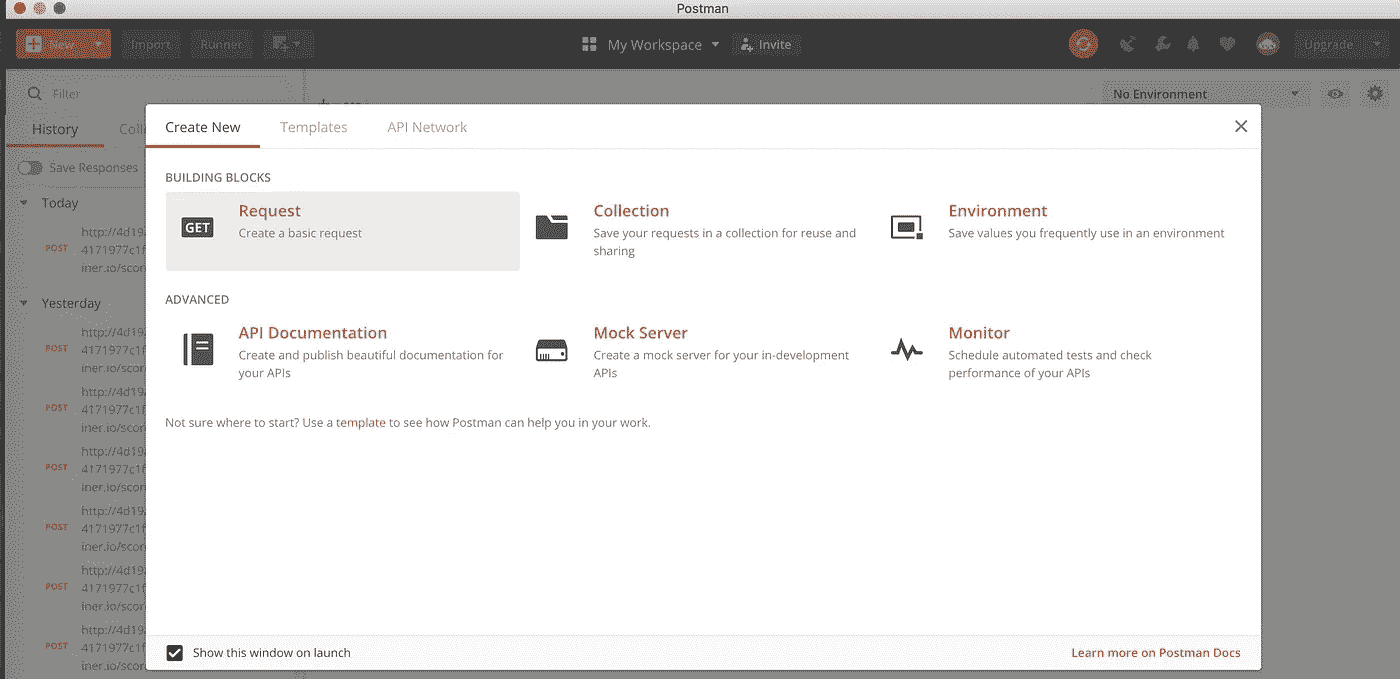 Postman
New
Import
Runner
My Workspace
Invite
Upgrade
Filter
No Environment
History
Save Responses
Today
POST
http://4d19
4171977c1f
iner.io/scor
Yesterday
POST
http://4d19
4171977c1f
iner.io/scor
POST
http://4d19
4171977c1f
iner.io/scor
POST
http://4d19
4171977c1f
iner.io/scor
POST
http://4d19
4171977c1f
iner.io/scor
POST
http://4d19
4171977c1f
iner.io/scor
POST
http://4d19
4171977c1f
iner.io/scor
Create New
Templates
API Network
BUILDING BLOCKS
GET
Request
Create a basic request
Collection
Save your requests in a collection for reuse and
sharing
Environment
Save values you frequently use in an environment
ADVANCED
API Documentation
Create and publish beautiful documentation for
your APIs
Mock Server
Create a mock server for your in-development
APIs
Monitor
Schedule automated tests and check
performance of your APIs
Not sure where to start? Use a template to see how Postman can help you in your work.
Show this window on launch
Learn more on Postman Docs